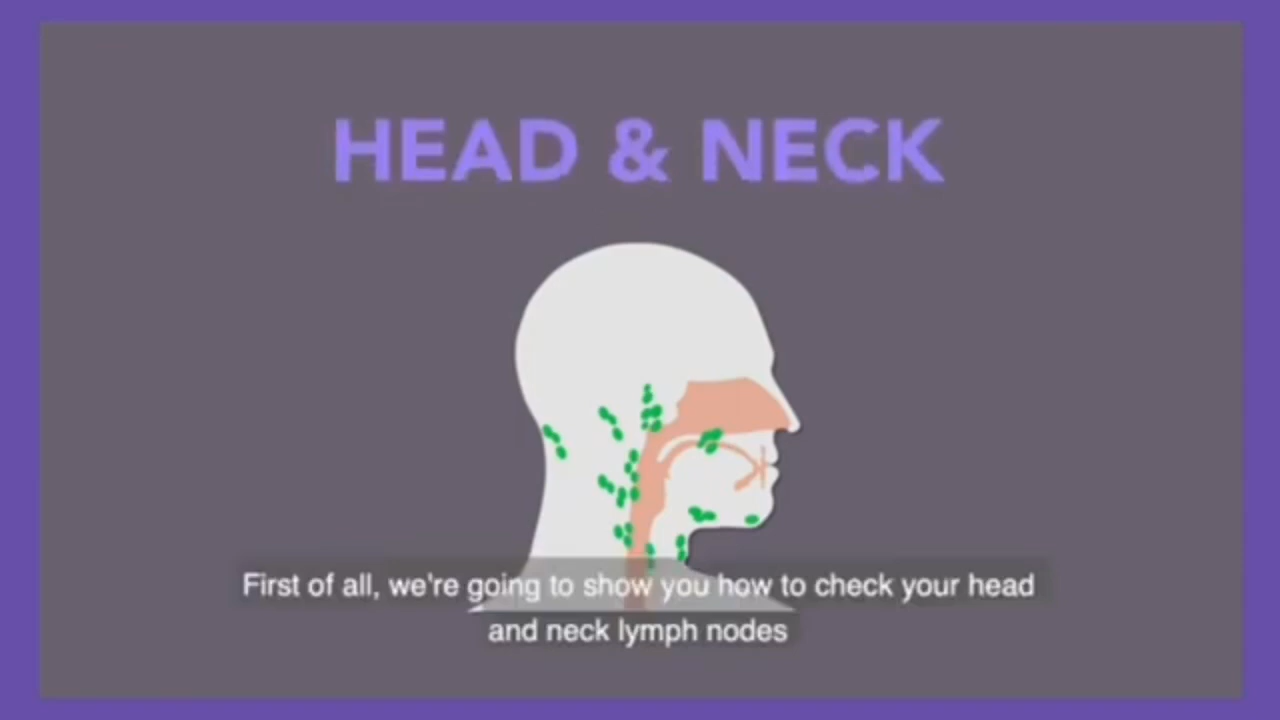 HEAD & NECK
First of all, we're going to show you how to check your head
and neck lymph nodes